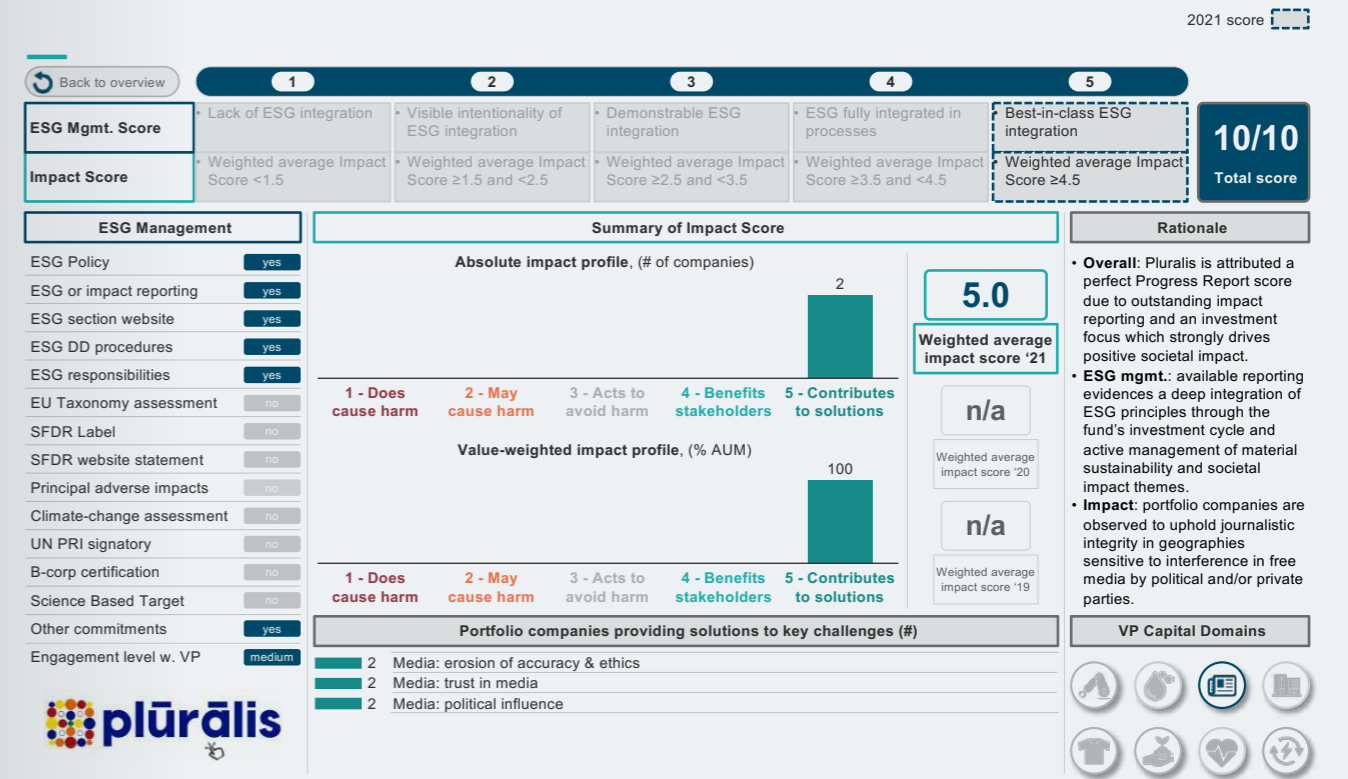 2021 score
Back to overview
1 2 3 4 5
ESG Mgmt. Score
• Lack of ESG integration
• Visible intentionality of
ESG integration
• Demonstrable ESG
integration
• ESG fully integrated in
processes
• Best-in-class ESG
integration
Impact Score
• Weighted average Impact
Score <1.5
• Weighted average Impact
Score ≥1.5 and <2.5
• Weighted average Impact
Score ≥2.5 and <3.5
• Weighted average Impact
Score ≥3.5 and <4.5
• Weighted average Impact
Score ≥4.5
10/10
Total score
ESG Management
ESG Policy yes
ESG or impact reporting yes
ESG section website yes
ESG DD procedures yes
ESG responsibilities yes
EU Taxonomy assessment no
SFDR Label no
SFDR website statement no
Principal adverse impacts no
Climate-change assessment no
UN PRI signatory no
B-corp certification no
Science Based Target no
Other commitments yes
Engagement level w. VP medium
plūrālis
Summary of Impact Score
Absolute impact profile, (# of companies)
2
1 - Does
cause harm
2 - May
cause harm
3 - Acts to
avoid harm
4 - Benefits
stakeholders
5 - Contributes
to solutions
Value-weighted impact profile, (% AUM)
100
1 - Does
cause harm
2 - May
cause harm
3 - Acts to
avoid harm
4 - Benefits
stakeholders
5 - Contributes
to solutions
5.0
Weighted average
impact score ‘21
n/a
Weighted average
impact score ‘20
n/a
Weighted average
impact score ‘19
Portfolio companies providing solutions to key challenges (#)
2 Media: erosion of accuracy & ethics
2 Media: trust in media
2 Media: political influence
Rationale
• Overall: Pluralis is attributed a
perfect Progress Report score
due to outstanding impact
reporting and an investment
focus which strongly drives
positive societal impact.
• ESG mgmt.: available reporting
evidences a deep integration of
ESG principles through the
fund’s investment cycle and
active management of material
sustainability and societal
impact themes.
• Impact: portfolio companies are
observed to uphold journalistic
integrity in geographies
sensitive to interference in free
media by political and/or private
parties.
VP Capital Domains